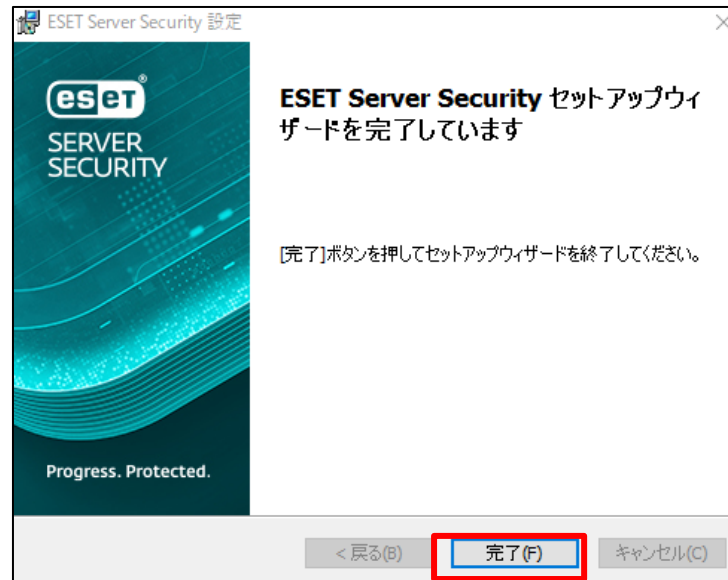 ESET Server Security 設定
eset®
SERVER
SECURITY
ESET Server Security セットアップウィ
ザードを完了しています
[完了]ボタンを押してセットアップウィザードを終了してください。
Progress. Protected.
< 戻る(B)
完了(F)
キャンセル(C)